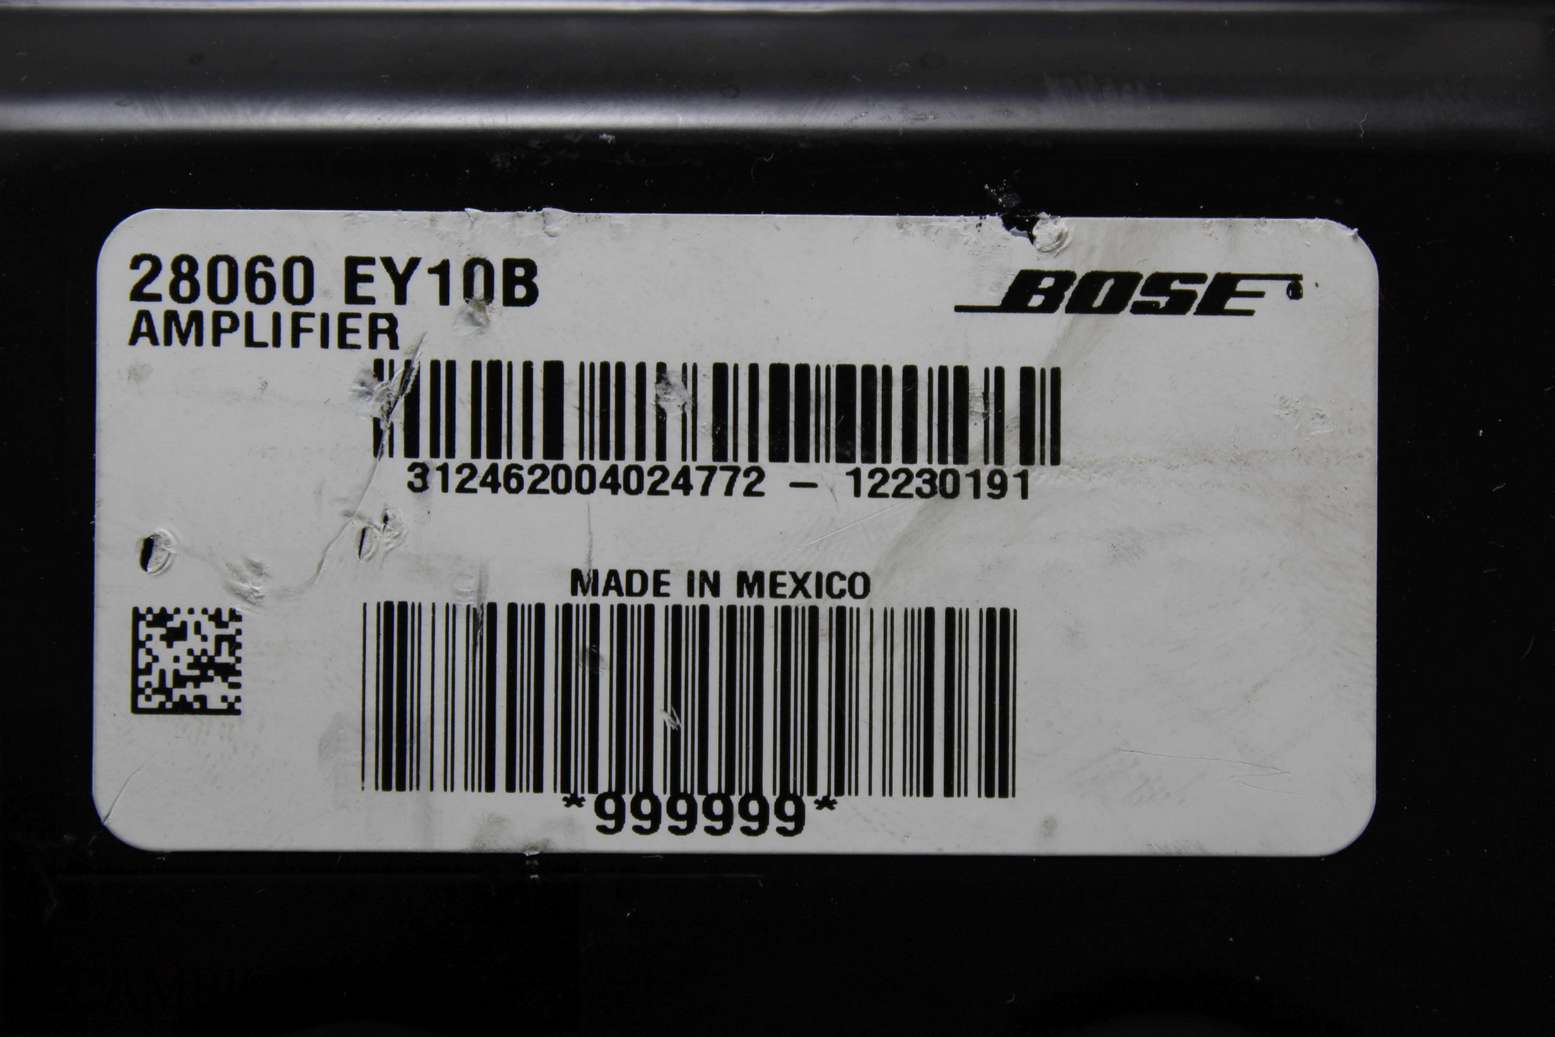 28060 EY10B
BOSE
AMPLIFIER
312462004024772 – 12230191
MADE IN MEXICO
*999999*